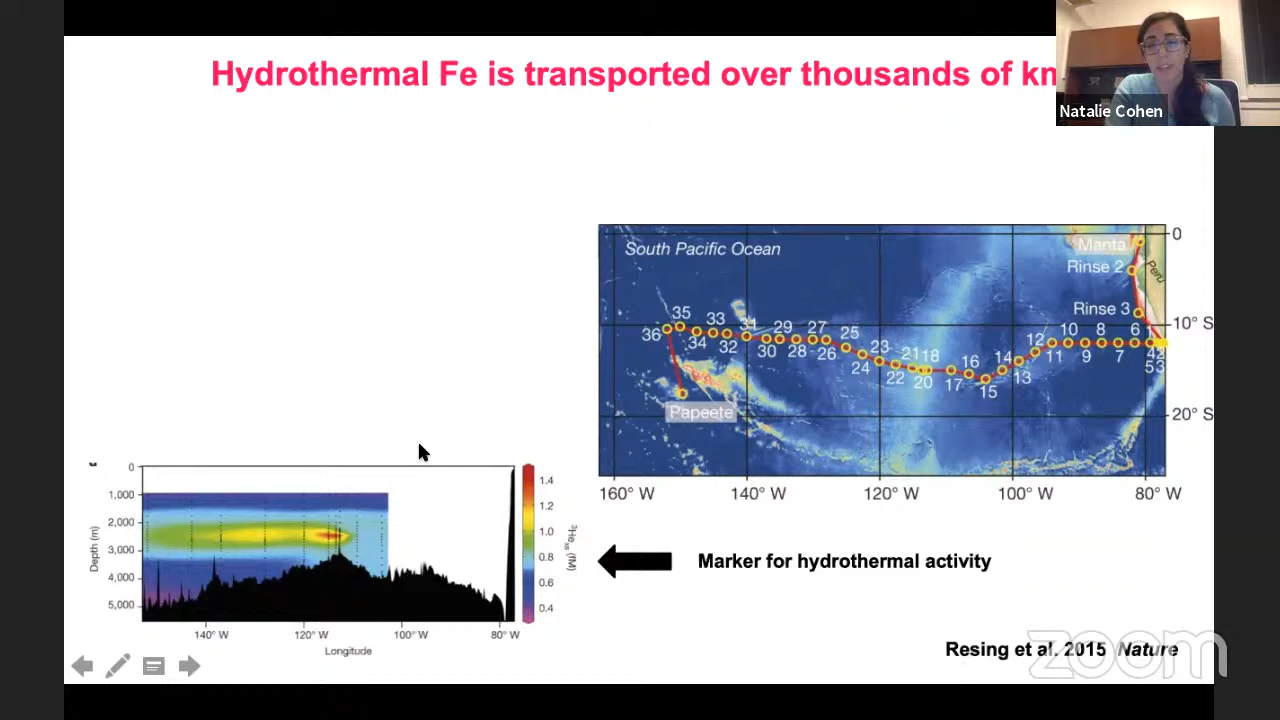 Hydrothermal Fe is transported over thousands of km
Natalie Cohen
South Pacific Ocean
Manta
Rinse 2
Peru
Rinse 3
35 33 31 29 27 25 23 21 18 16 14 12 10 8 6 1
36 34 32 30 28 26 24 22 20 17 15 13 11 9 7 42
53
Papeete
0
10° S
20° S
160° W 140° W 120° W 100° W 80° W
0
1,000
2,000
3,000
4,000
5,000
Depth (m)
140° W 120° W 100° W 80° W
Longitude
1.4
1.2
1.0
0.8
0.6
0.4
³Heₓₛ (fM)
Marker for hydrothermal activity
Resing et al. 2015 Nature
zoom